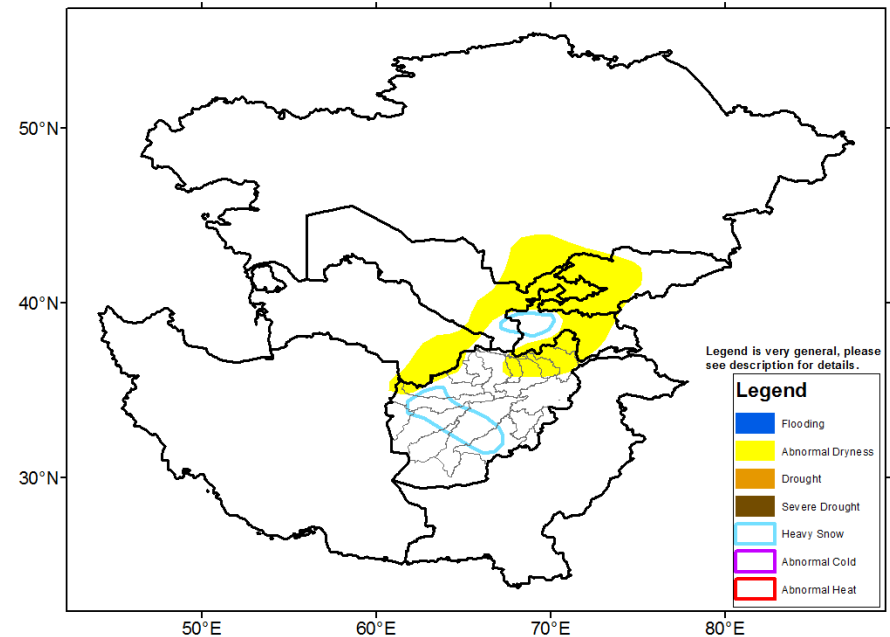 50°N
40°N
30°N
50°E
60°E
70°E
80°E
Legend is very general, please
see description for details.
Legend
Flooding
Abnormal Dryness
Drought
Severe Drought
Heavy Snow
Abnormal Cold
Abnormal Heat